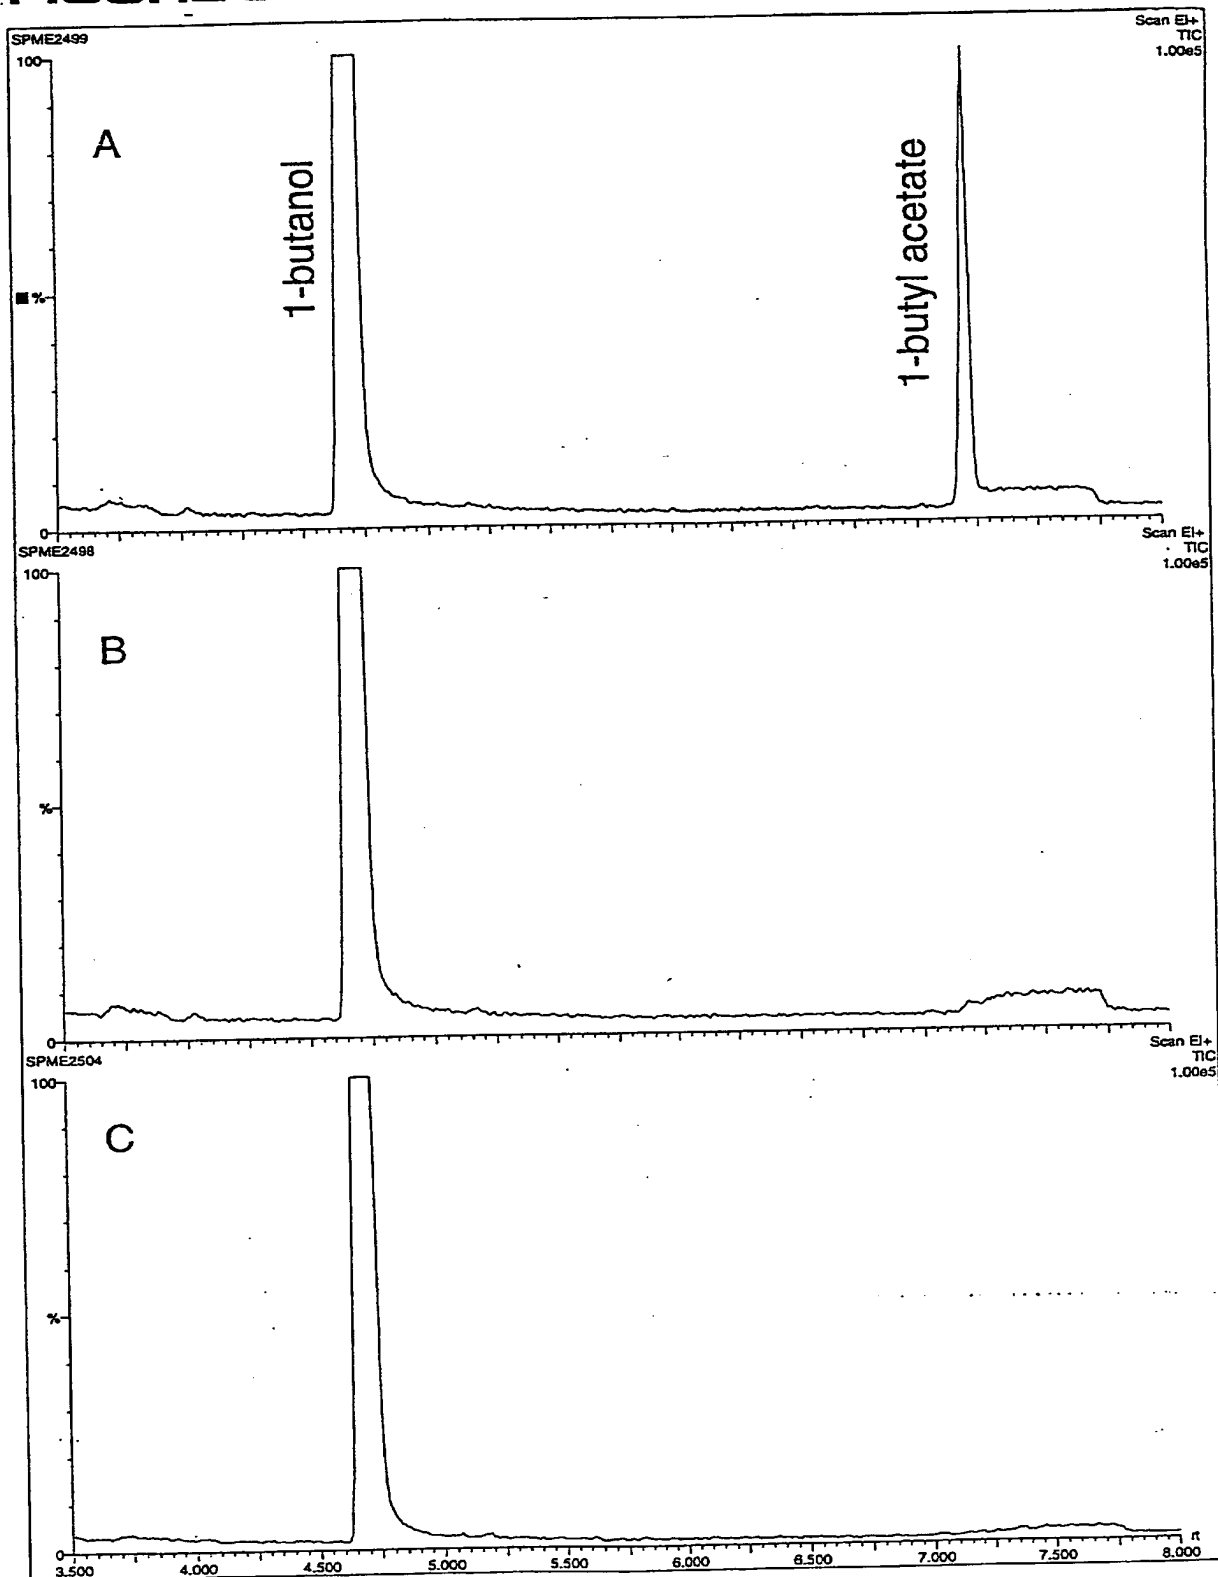 SPME2499
Scan EI+
TIC
1.00e5
100
A
1-butanol
1-butyl acetate
%
0
SPME2498
Scan EI+
TIC
1.00e5
100
B
%
0
SPME2504
Scan EI+
TIC
1.00e5
100
C
%
0
rt
3.500 4.000 4.500 5.000 5.500 6.000 6.500 7.000 7.500 8.000